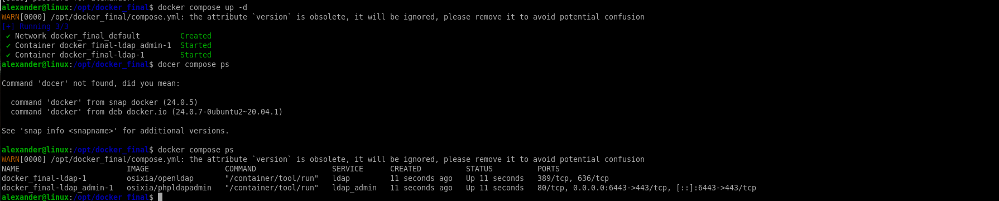 alexander@linux:/opt/docker_final$ docker compose up -d
WARN[0000] /opt/docker_final/compose.yml: the attribute `version` is obsolete, it will be ignored, please remove it to avoid potential confusion
[+] Running 3/3
✔ Network docker_final_default Created
✔ Container docker_final-ldap_admin-1 Started
✔ Container docker_final-ldap-1 Started
alexander@linux:/opt/docker_final$ docer compose ps
Command 'docer' not found, did you mean:
command 'docker' from snap docker (24.0.5)
command 'docker' from deb docker.io (24.0.7-0ubuntu2~20.04.1)
See 'snap info <snapname>' for additional versions.
alexander@linux:/opt/docker_final$ docker compose ps
WARN[0000] /opt/docker_final/compose.yml: the attribute `version` is obsolete, it will be ignored, please remove it to avoid potential confusion
NAME IMAGE COMMAND SERVICE CREATED STATUS PORTS
docker_final-ldap-1 osixia/openldap "/container/tool/run" ldap 11 seconds ago Up 11 seconds 389/tcp, 636/tcp
docker_final-ldap_admin-1 osixia/phpldapadmin "/container/tool/run" ldap_admin 11 seconds ago Up 11 seconds 80/tcp, 0.0.0.0:6443->443/tcp, [::]:6443->443/tcp
alexander@linux:/opt/docker_final$